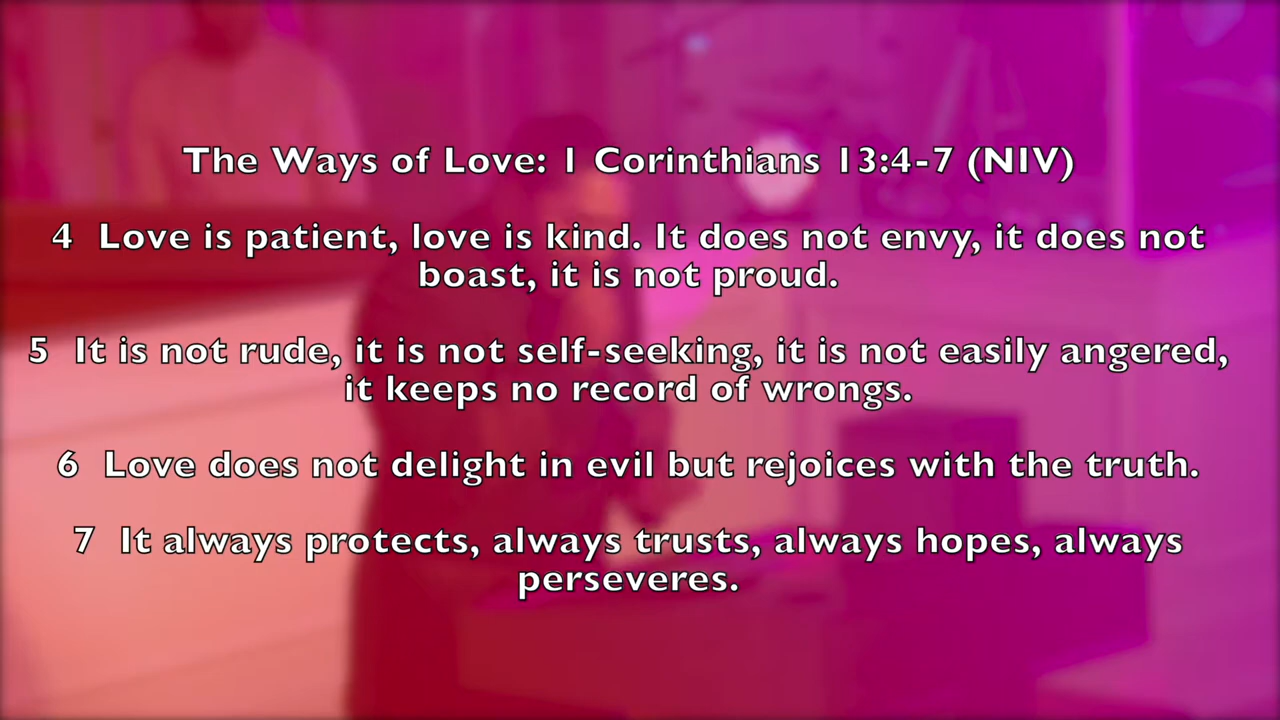 The Ways of Love: 1 Corinthians 13:4-7 (NIV)
4 Love is patient, love is kind. It does not envy, it does not
boast, it is not proud.
5 It is not rude, it is not self-seeking, it is not easily angered,
it keeps no record of wrongs.
6 Love does not delight in evil but rejoices with the truth.
7 It always protects, always trusts, always hopes, always
perseveres.